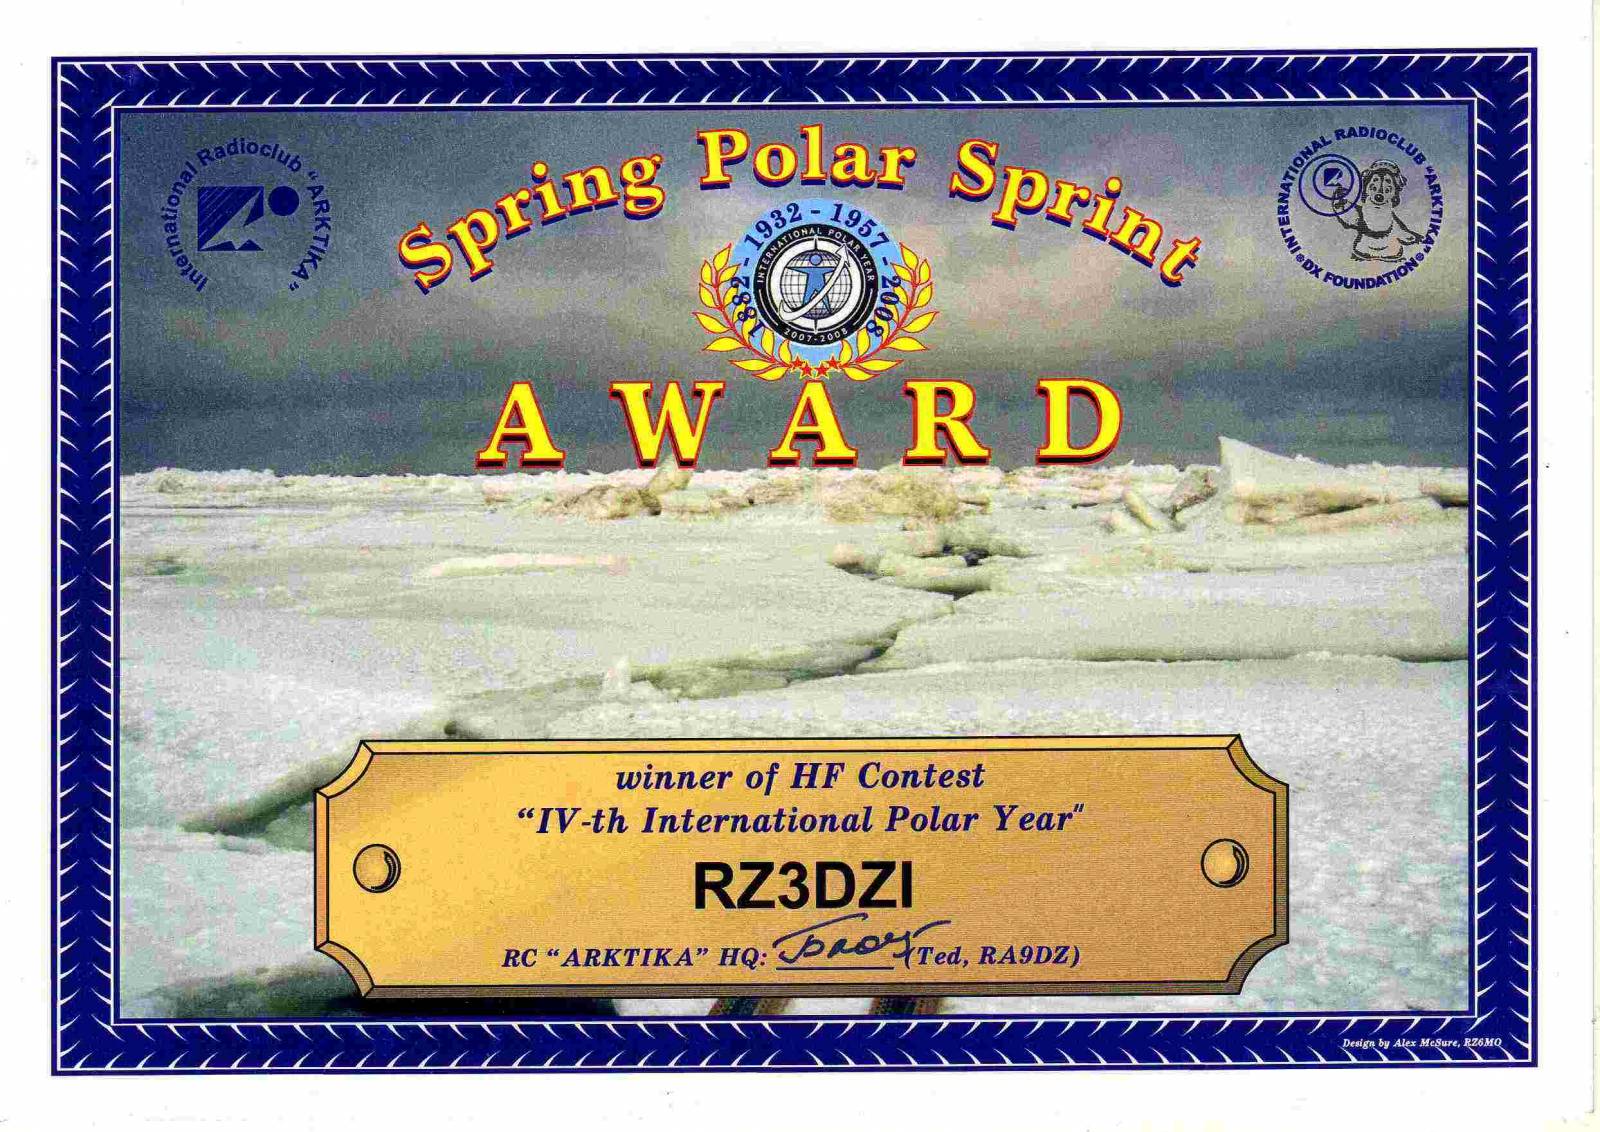 International Radioclub "ARKTIKA"
Spring Polar Sprint
INTERNATIONAL RADIOCLUB "ARKTIKA"
DX FOUNDATION
1882 - 1932 - 1957 - 2008
INTERNATIONAL POLAR YEAR
2007-2008
AWARD
winner of HF Contest
“IV-th International Polar Year"
RZ3DZI
RC “ARKTIKA” HQ: (Ted, RA9DZ)
Design by Alex McSure, RZ6MO